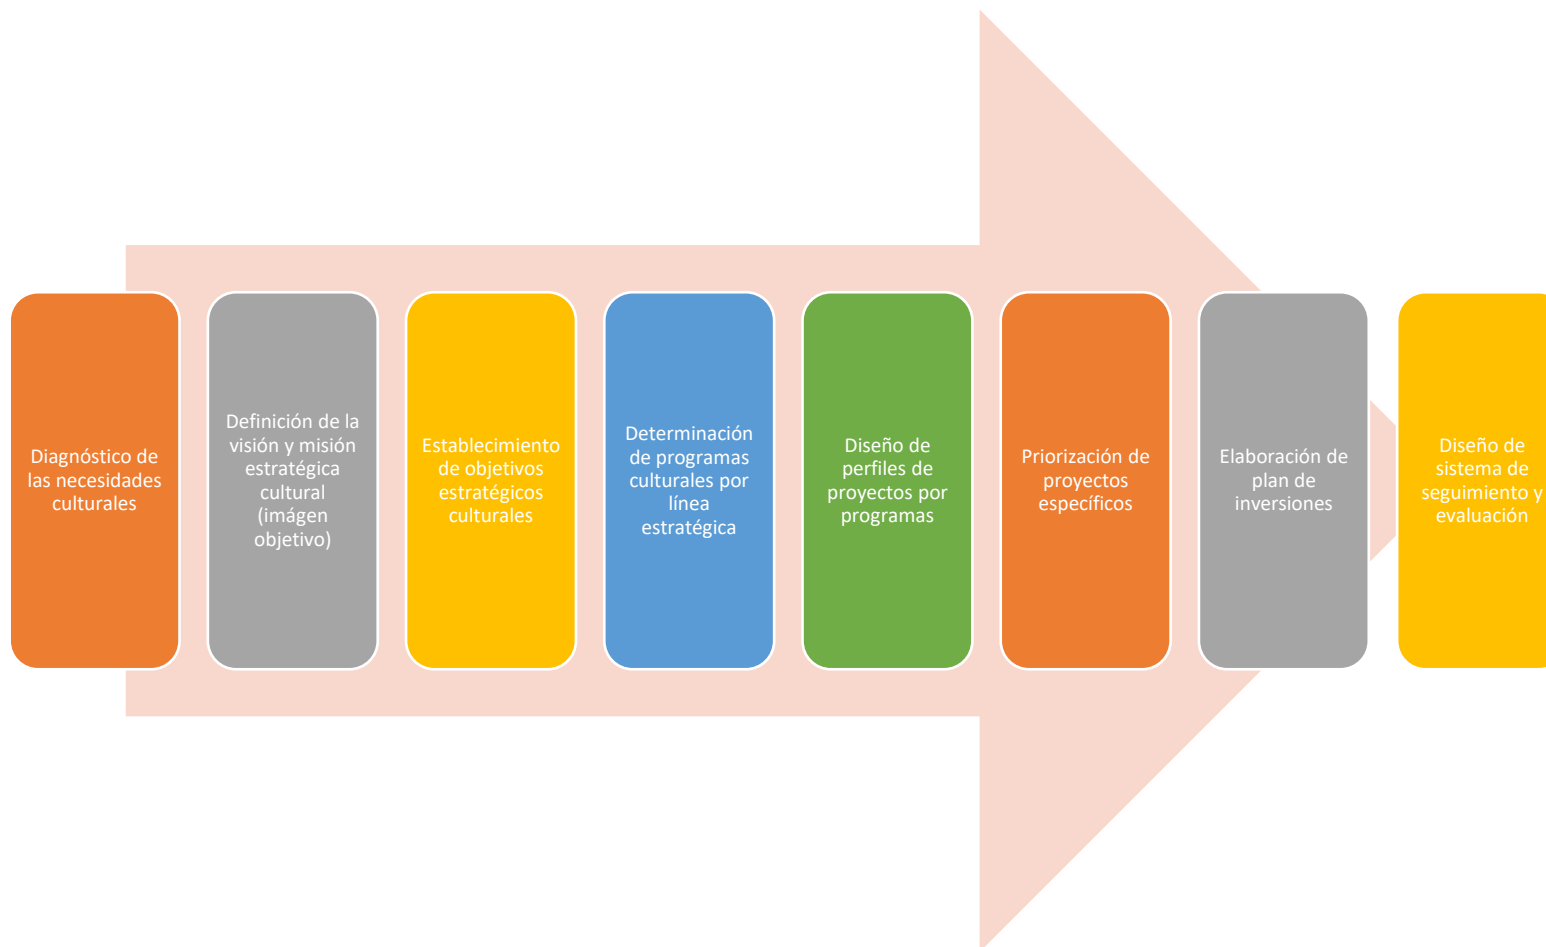 Diagnóstico de
las necesidades
culturales
Definición de la
visión y misión
estratégica
cultural
(imágen
objetivo)
Establecimiento
de objetivos
estratégicos
culturales
Determinación
de programas
culturales por
línea
estratégica
Diseño de
perfiles de
proyectos por
programas
Priorización de
proyectos
específicos
Elaboración de
plan de
inversiones
Diseño de
sistema de
seguimiento y
evaluación